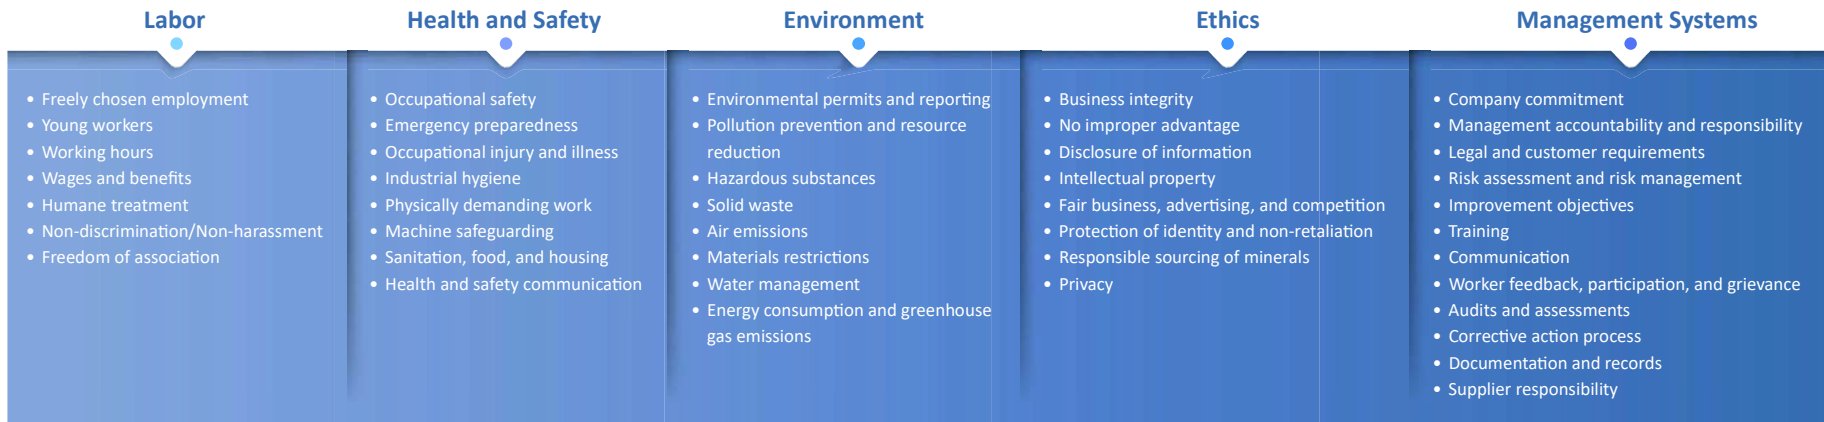 Labor
• Freely chosen employment
• Young workers
• Working hours
• Wages and benefits
• Humane treatment
• Non-discrimination/Non-harassment
• Freedom of association
Health and Safety
• Occupational safety
• Emergency preparedness
• Occupational injury and illness
• Industrial hygiene
• Physically demanding work
• Machine safeguarding
• Sanitation, food, and housing
• Health and safety communication
Environment
• Environmental permits and reporting
• Pollution prevention and resource
reduction
• Hazardous substances
• Solid waste
• Air emissions
• Materials restrictions
• Water management
• Energy consumption and greenhouse
gas emissions
Ethics
• Business integrity
• No improper advantage
• Disclosure of information
• Intellectual property
• Fair business, advertising, and competition
• Protection of identity and non-retaliation
• Responsible sourcing of minerals
• Privacy
Management Systems
• Company commitment
• Management accountability and responsibility
• Legal and customer requirements
• Risk assessment and risk management
• Improvement objectives
• Training
• Communication
• Worker feedback, participation, and grievance
• Audits and assessments
• Corrective action process
• Documentation and records
• Supplier responsibility